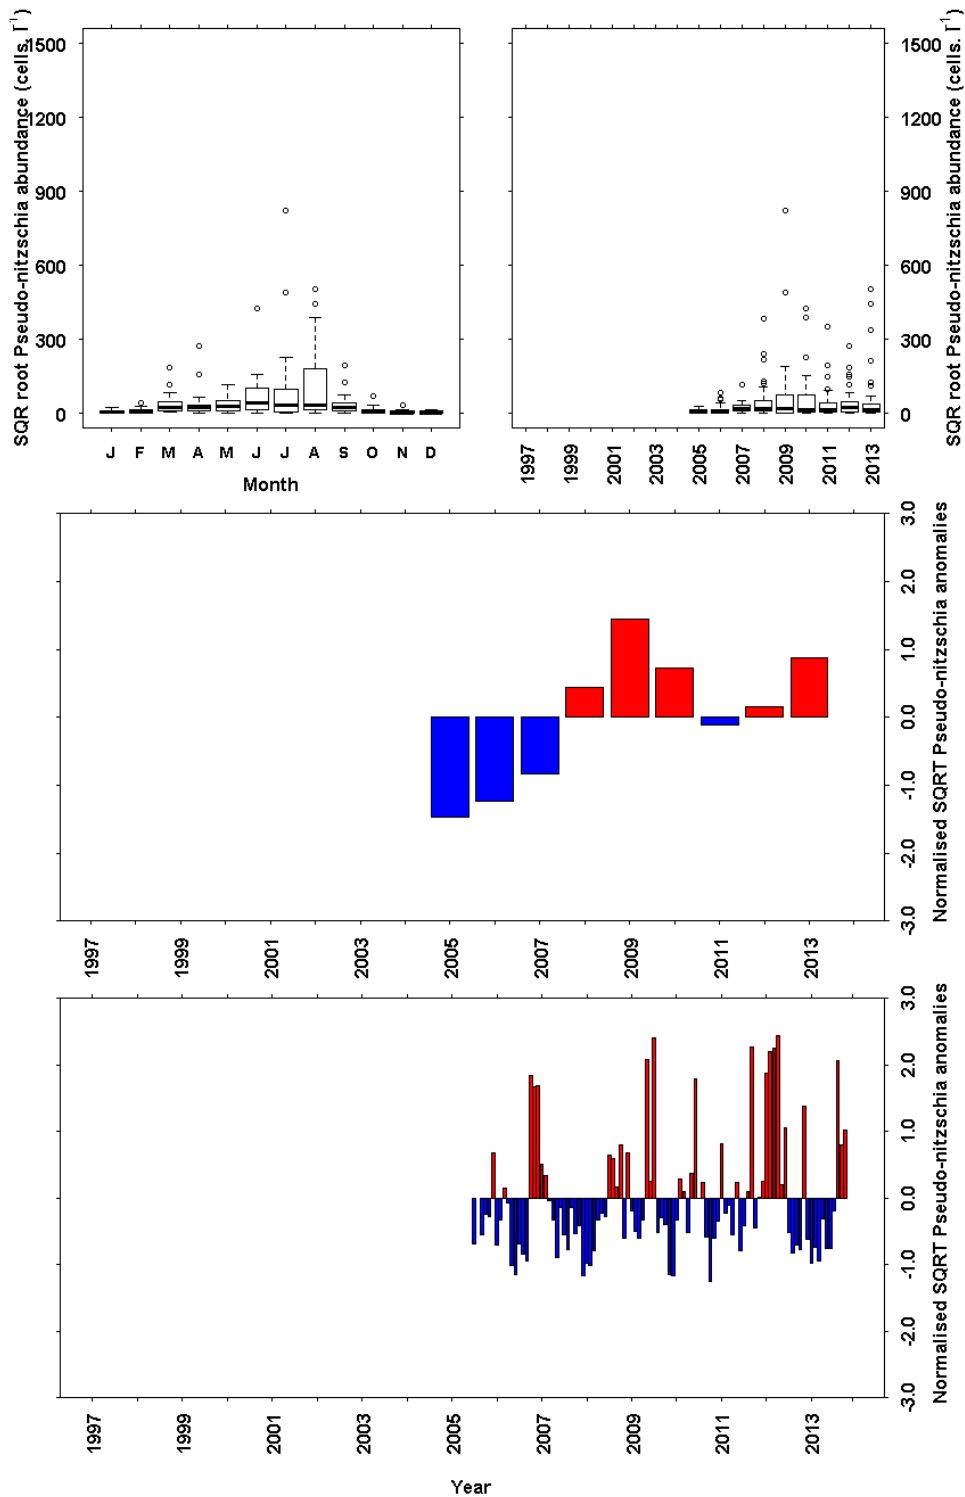 SQR root Pseudo-nitzschia abundance (cells. l⁻¹)
1500
1200
900
600
300
0
J F M A M J J A S O N D
Month
1500
1200
900
600
300
0
SQR root Pseudo-nitzschia abundance (cells. l⁻¹)
1997 1999 2001 2003 2005 2007 2009 2011 2013
3.0
2.0
1.0
0.0
-1.0
-2.0
-3.0
Normalised SQRT Pseudo-nitzschia anomalies
1997 1999 2001 2003 2005 2007 2009 2011 2013
3.0
2.0
1.0
0.0
-1.0
-2.0
-3.0
Normalised SQRT Pseudo-nitzschia anomalies
1997 1999 2001 2003 2005 2007 2009 2011 2013
Year